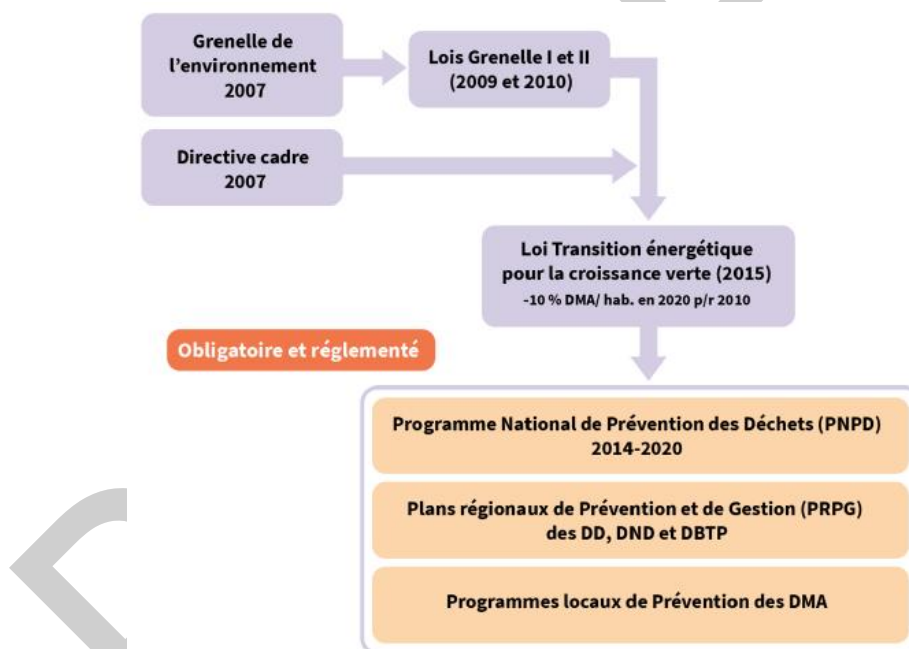 Grenelle de
l'environnement
2007
Lois Grenelle I et II
(2009 et 2010)
Directive cadre
2007
Loi Transition énergétique
pour la croissance verte (2015)
-10 % DMA/ hab. en 2020 p/r 2010
Obligatoire et réglementé
Programme National de Prévention des Déchets (PNPD)
2014-2020
Plans régionaux de Prévention et de Gestion (PRPG)
des DD, DND et DBTP
Programmes locaux de Prévention des DMA